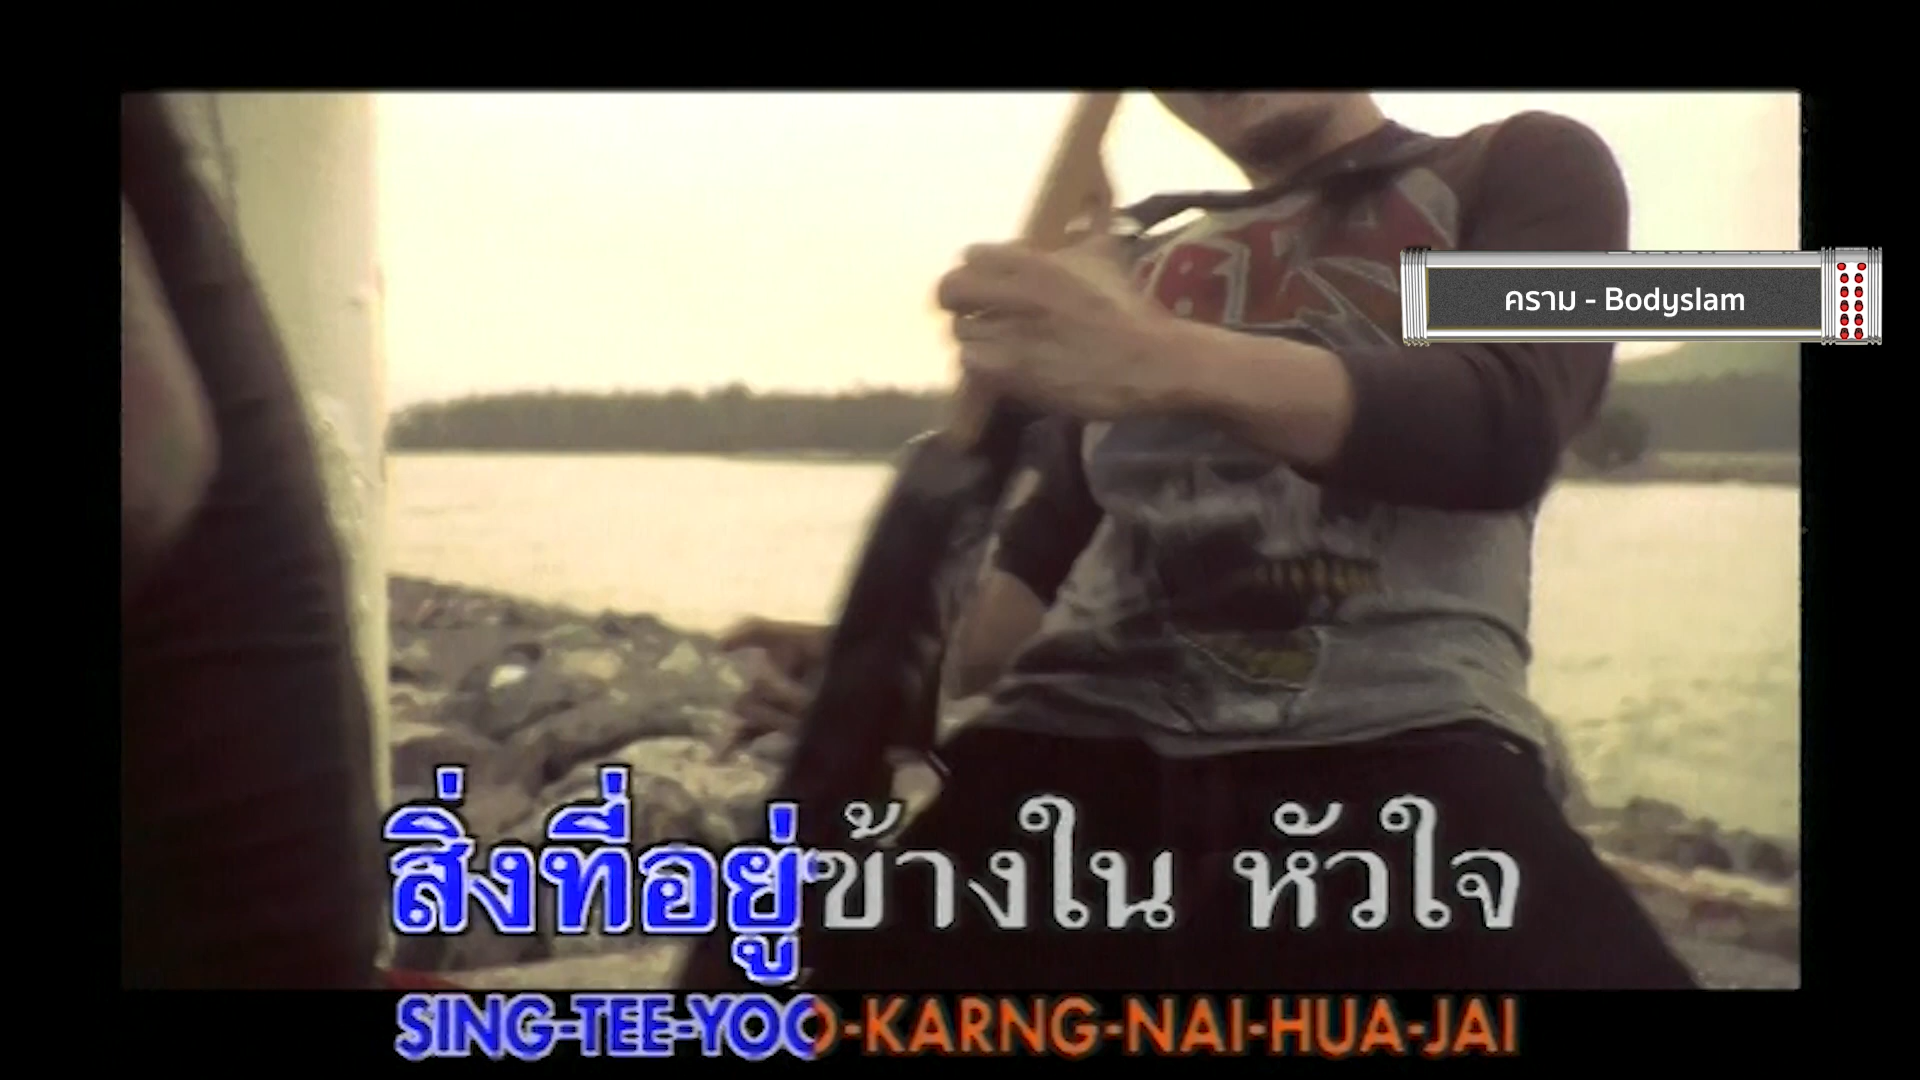 คราม - Bodyslam
สิ่งที่อยู่ข้างใน หัวใจ
SING-TEE-YOO-KARNG-NAI-HUA-JAI